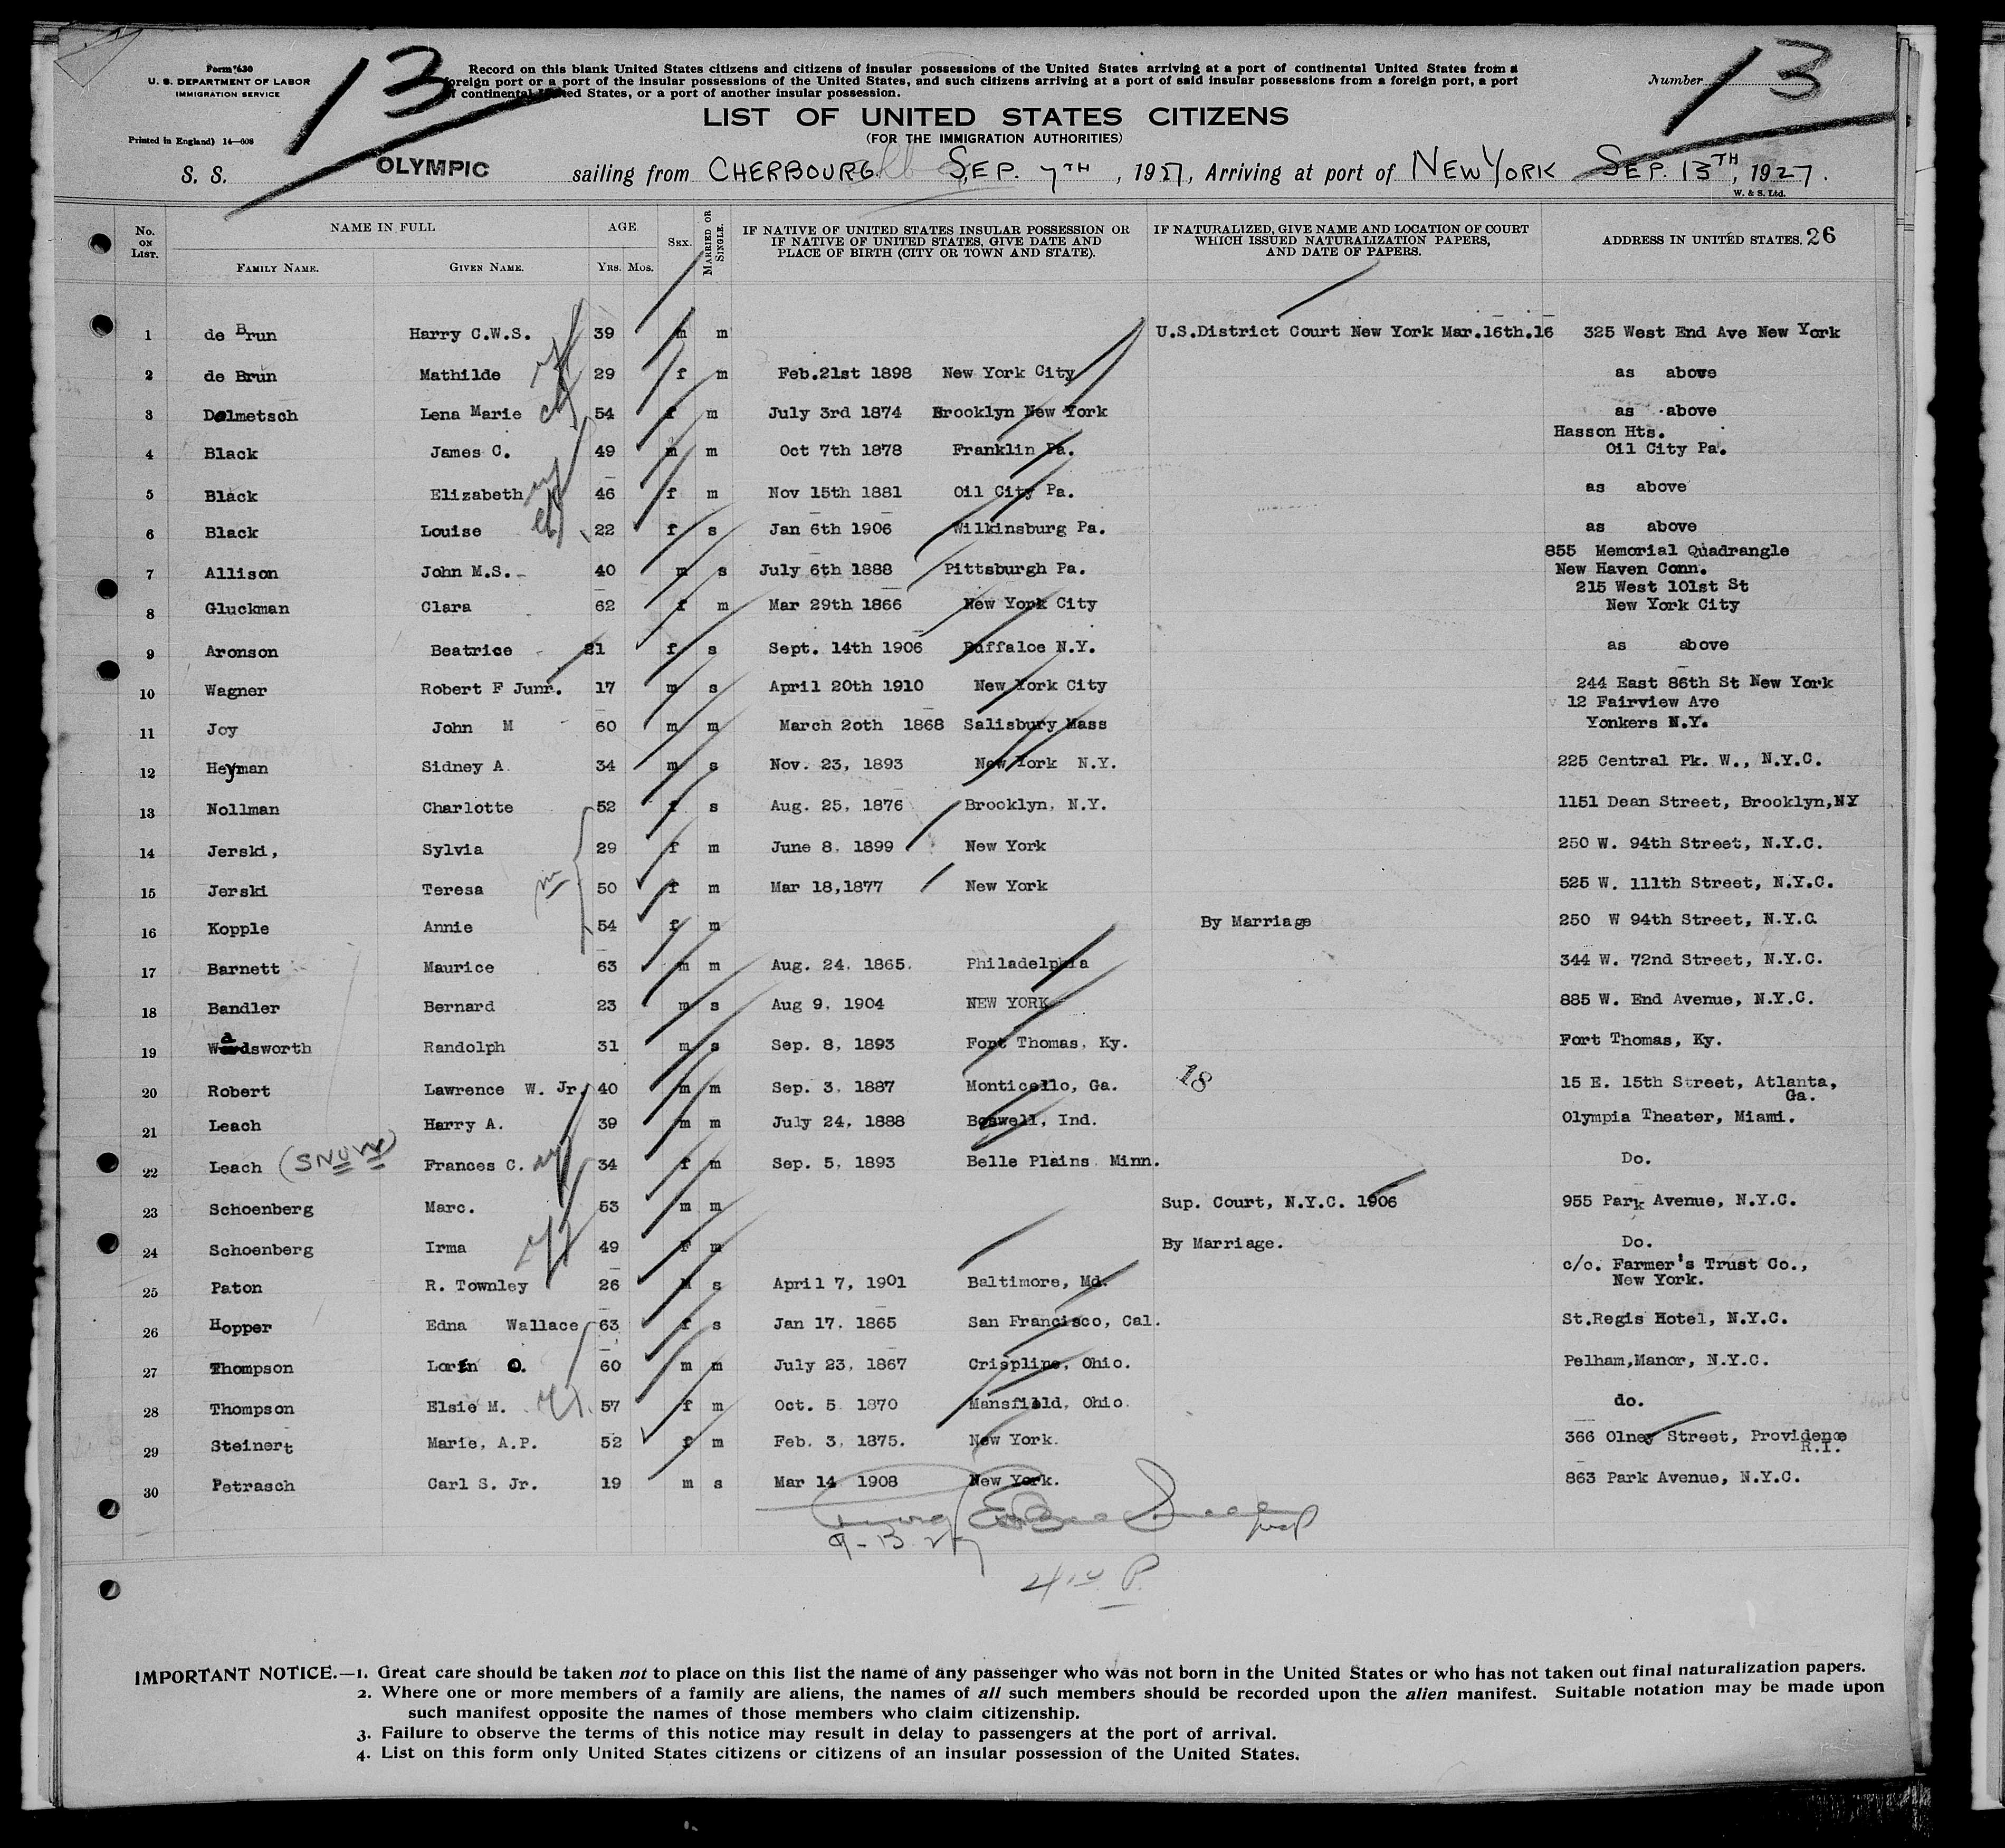 Form 630
U. S. DEPARTMENT OF LABOR
IMMIGRATION SERVICE
Printed in England) 14—608
13
Record on this blank United States citizens and citizens of insular possessions of the United States arriving at a port of continental United States from a
foreign port or a port of the insular possessions of the United States, and such citizens arriving at a port of said insular possessions from a foreign port, a port
of continental United States, or a port of another insular possession.
Number 13
LIST OF UNITED STATES CITIZENS
(FOR THE IMMIGRATION AUTHORITIES)
S. S. OLYMPIC sailing from CHERBOURG SEP. 7TH, 1927, Arriving at port of NEW YORK SEP. 13TH, 1927.
W. & S. Ltd.
No. ON LIST. NAME IN FULL FAMILY NAME. GIVEN NAME. AGE YRS. MOS. SEX. MARRIED OR SINGLE. IF NATIVE OF UNITED STATES INSULAR POSSESSION OR IF NATIVE OF UNITED STATES, GIVE DATE AND PLACE OF BIRTH (CITY OR TOWN AND STATE). IF NATURALIZED, GIVE NAME AND LOCATION OF COURT WHICH ISSUED NATURALIZATION PAPERS, AND DATE OF PAPERS. ADDRESS IN UNITED STATES. 26
1 de Brun Harry C.W.S. 39 m m U.S.District Court New York Mar.16th.16 325 West End Ave New York
2 de Brun Mathilde 29 f m Feb.21st 1898 New York City as above
3 Dolmetsch Lena Marie 54 f m July 3rd 1874 Brooklyn New York as above
4 Black James C. 49 m m Oct 7th 1878 Franklin Pa. Hasson Hts. Oil City Pa.
5 Black Elizabeth 46 f m Nov 15th 1881 Oil City Pa. as above
6 Black Louise 22 f s Jan 6th 1906 Wilkinsburg Pa. as above
7 Allison John M.S. 40 m s July 6th 1888 Pittsburgh Pa. 855 Memorial Quadrangle New Haven Conn.
8 Gluckman Clara 62 f m Mar 29th 1866 New York City 215 West 101st St New York City
9 Aronson Beatrice 21 f s Sept. 14th 1906 Buffaloe N.Y. as above
10 Wagner Robert F Junr. 17 m s April 20th 1910 New York City 244 East 86th St New York
11 Joy John M 60 m m March 2oth 1868 Salisbury Mass 12 Fairview Ave Yonkers N.Y.
12 Heyman Sidney A 34 m s Nov. 23, 1893 New York N.Y. 225 Central Pk. W., N.Y.C.
13 Nollman Charlotte 52 f s Aug. 25, 1876 Brooklyn, N.Y. 1151 Dean Street, Brooklyn,NY
14 Jerski, Sylvia 29 f m June 8, 1899 New York 250 W. 94th Street, N.Y.C.
15 Jerski Teresa 50 f m Mar 18,1877 New York 525 W. 111th Street, N.Y.C.
16 Kopple Annie 54 f m By Marriage 250 W 94th Street, N.Y.C.
17 Barnett Maurice 63 m m Aug. 24, 1865. Philadelphia 344 W. 72nd Street, N.Y.C.
18 Bandler Bernard 23 m s Aug 9, 1904 NEW YORK 885 W. End Avenue, N.Y.C.
19 Wadsworth Randolph 31 m s Sep. 8, 1893 Fort Thomas, Ky. Fort Thomas, Ky.
20 Robert Lawrence W. Jr. 40 m m Sep. 3, 1887 Monticello, Ga. 18 15 E. 15th Street, Atlanta, Ga.
21 Leach Harry A. 39 m m July 24, 1888 Boswell, Ind. Olympia Theater, Miami.
22 Leach (SNOW) Frances C. 34 f m Sep. 5, 1893 Belle Plains Minn. Do.
23 Schoenberg Marc. 53 m m Sup. Court, N.Y.C. 1906 955 Park Avenue, N.Y.C.
24 Schoenberg Irma 49 F m By Marriage. Do.
25 Paton R. Townley 26 M s April 7, 1901 Baltimore, Md. c/o. Farmer's Trust Co., New York.
26 Hopper Edna Wallace 63 f s Jan 17, 1865 San Francisco, Cal. St.Regis Hotel, N.Y.C.
27 Thompson LorEn O. 60 m m July 23, 1867 Crispline, Ohio. Pelham,Manor, N.Y.C.
28 Thompson Elsie M. 57 f m Oct. 5 1870 Mansfield, Ohio. do.
29 Steinert Marie, A.P. 52 f m Feb. 3, 1875. New York. 366 Olney Street, Providence R.I.
30 Petrasch Carl S. Jr. 19 m s Mar 14 1908 New York. 863 Park Avenue, N.Y.C.
9-13-27
IMPORTANT NOTICE.—1. Great care should be taken not to place on this list the name of any passenger who was not born in the United States or who has not taken out final naturalization papers.
2. Where one or more members of a family are aliens, the names of all such members should be recorded upon the alien manifest. Suitable notation may be made upon
such manifest opposite the names of those members who claim citizenship.
3. Failure to observe the terms of this notice may result in delay to passengers at the port of arrival.
4. List on this form only United States citizens or citizens of an insular possession of the United States.